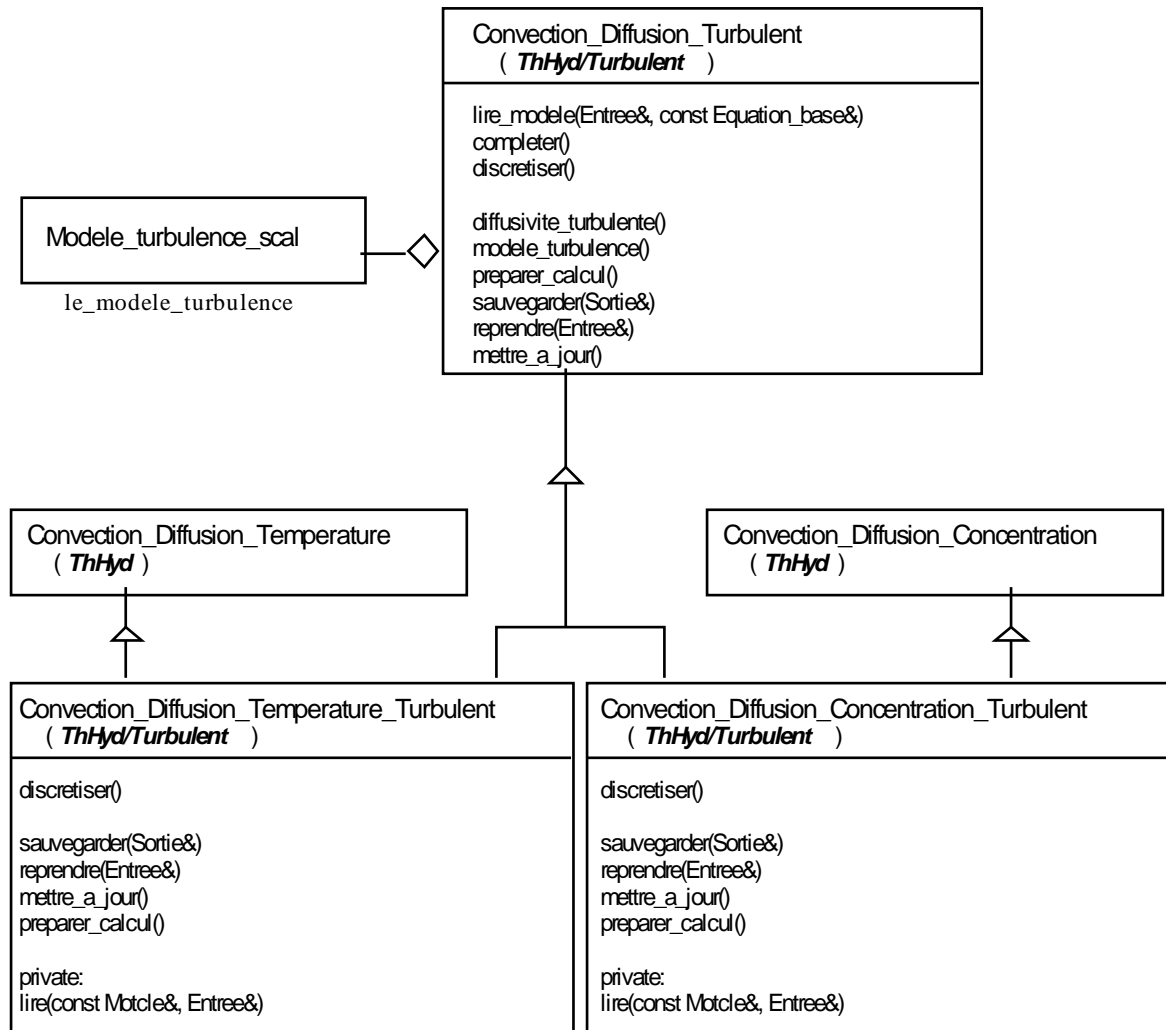 Convection_Diffusion_Turbulent
( ThHyd/Turbulent )
lire_modele(Entree&, const Equation_base&)
completer()
discretiser()
diffusivite_turbulente()
modele_turbulence()
preparer_calcul()
sauvegarder(Sortie&)
reprendre(Entree&)
mettre_a_jour()
Modele_turbulence_scal
le_modele_turbulence
Convection_Diffusion_Temperature
( ThHyd )
Convection_Diffusion_Concentration
( ThHyd )
Convection_Diffusion_Temperature_Turbulent
( ThHyd/Turbulent )
discretiser()
sauvegarder(Sortie&)
reprendre(Entree&)
mettre_a_jour()
preparer_calcul()
private:
lire(const Motcle&, Entree&)
Convection_Diffusion_Concentration_Turbulent
( ThHyd/Turbulent )
discretiser()
sauvegarder(Sortie&)
reprendre(Entree&)
mettre_a_jour()
preparer_calcul()
private:
lire(const Motcle&, Entree&)